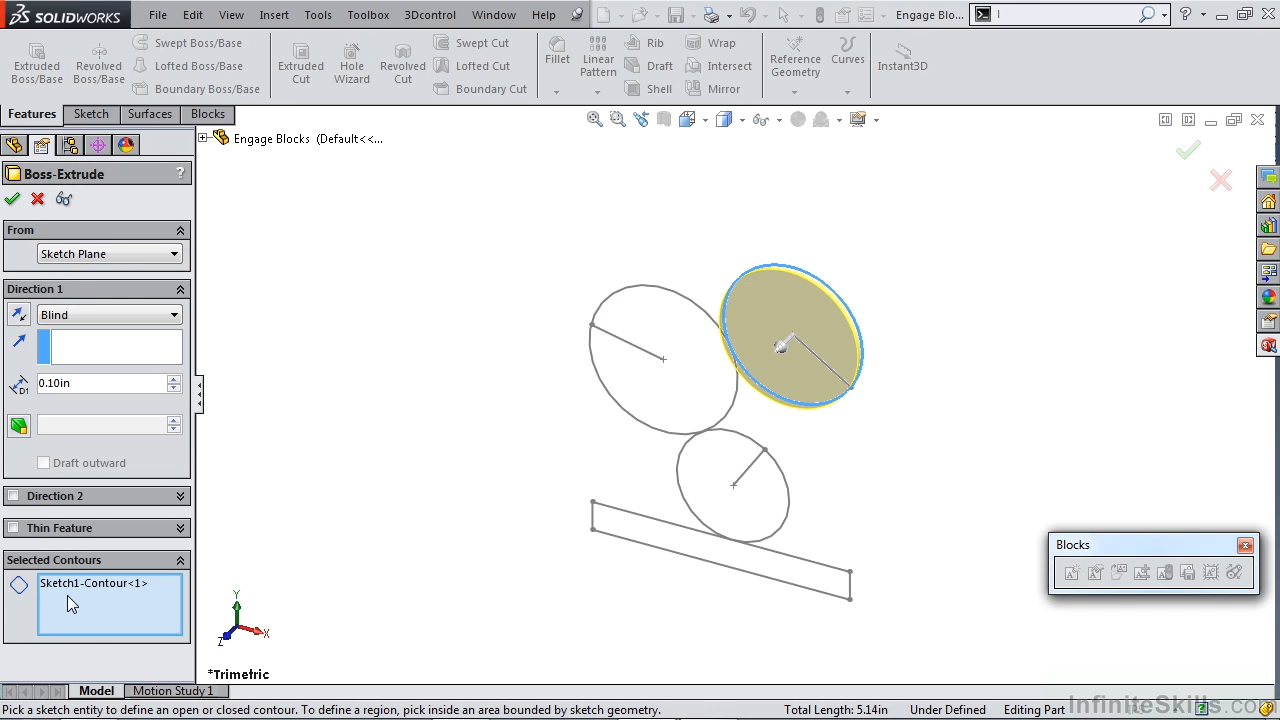 SOLIDWORKS File Edit View Insert Tools Toolbox 3Dcontrol Window Help Engage Blo... l ?
Extruded Boss/Base
Revolved Boss/Base
Swept Boss/Base
Lofted Boss/Base
Boundary Boss/Base
Extruded Cut
Hole Wizard
Revolved Cut
Swept Cut
Lofted Cut
Boundary Cut
Fillet
Linear Pattern
Rib
Draft
Shell
Wrap
Intersect
Mirror
Reference Geometry
Curves
Instant3D
Features Sketch Surfaces Blocks
Engage Blocks (Default<<...
Boss-Extrude ?
From
Sketch Plane
Direction 1
Blind
D1 0.10in
Draft outward
Direction 2
Thin Feature
Selected Contours
Sketch1-Contour<1>
Blocks
Y
X
Z
*Trimetric
Model Motion Study 1
InfiniteSkills.com
Pick a sketch entity to define an open or closed contour. To define a region, pick inside an area bounded by sketch geometry. Total Length: 5.14in Under Defined Editing Part ?